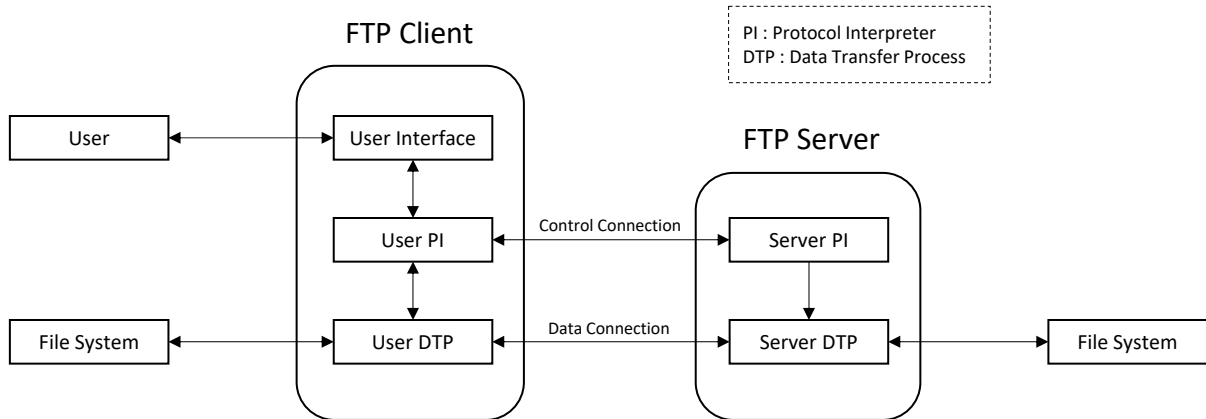 FTP Client
PI : Protocol Interpreter
DTP : Data Transfer Process
User
User Interface
FTP Server
User PI
Control Connection
Server PI
File System
User DTP
Data Connection
Server DTP
File System